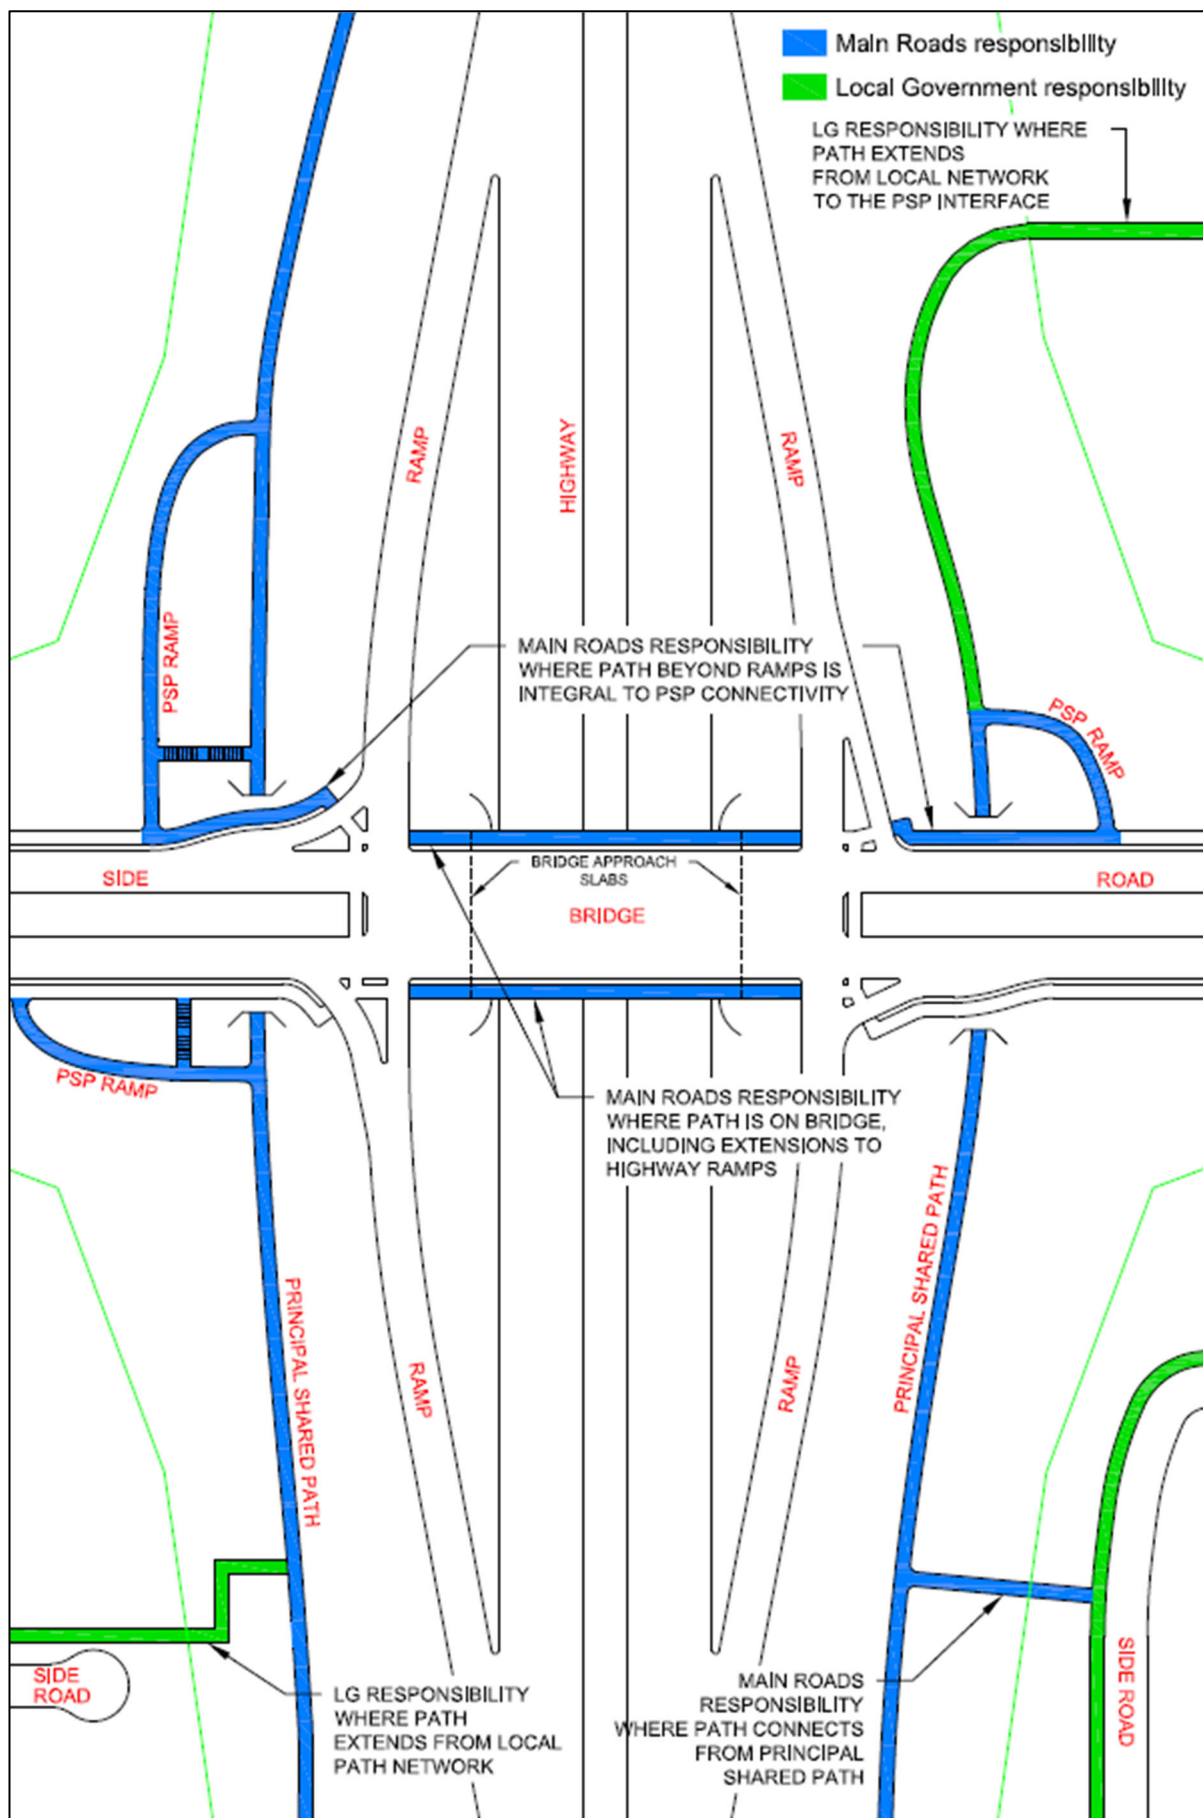 Main Roads responsibility
Local Government responsibility
LG RESPONSIBILITY WHERE
PATH EXTENDS
FROM LOCAL NETWORK
TO THE PSP INTERFACE
RAMP
HIGHWAY
RAMP
PSP RAMP
MAIN ROADS RESPONSIBILITY
WHERE PATH BEYOND RAMPS IS
INTEGRAL TO PSP CONNECTIVITY
PSP RAMP
SIDE
BRIDGE APPROACH
SLABS
BRIDGE
ROAD
PSP RAMP
MAIN ROADS RESPONSIBILITY
WHERE PATH IS ON BRIDGE,
INCLUDING EXTENSIONS TO
HIGHWAY RAMPS
PRINCIPAL SHARED PATH
RAMP
RAMP
PRINCIPAL SHARED PATH
SIDE
ROAD
LG RESPONSIBILITY
WHERE PATH
EXTENDS FROM LOCAL
PATH NETWORK
MAIN ROADS
RESPONSIBILITY
WHERE PATH CONNECTS
FROM PRINCIPAL
SHARED PATH
SIDE ROAD